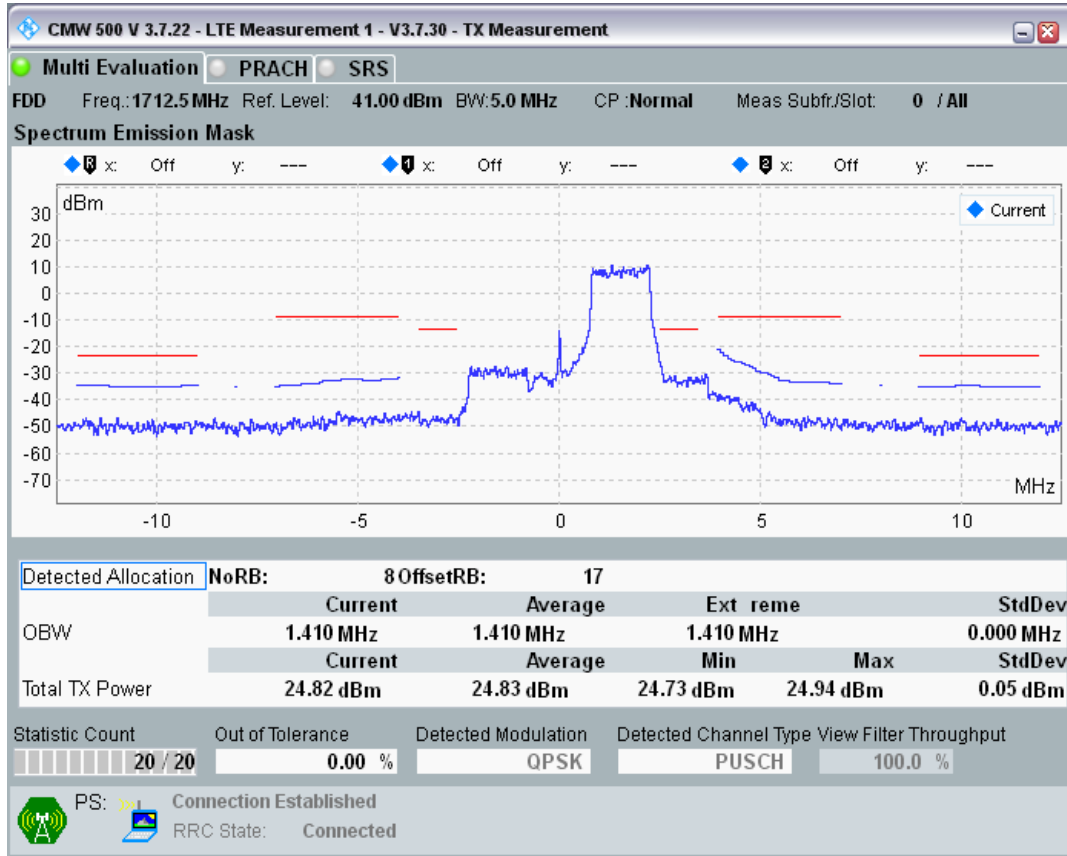 CMW 500 V 3.7.22 - LTE Measurement 1 - V3.7.30 - TX Measurement
Multi Evaluation PRACH SRS
FDD Freq.: 1712.5 MHz Ref. Level: 41.00 dBm BW: 5.0 MHz CP : Normal Meas Subfr./Slot: 0 / All
Spectrum Emission Mask
R x: Off y: --- 1 x: Off y: --- 2 x: Off y: ---
dBm
Current
30
20
10
0
-10
-20
-30
-40
-50
-60
-70
MHz
-10 -5 0 5 10
Detected Allocation NoRB: 8 OffsetRB: 17
Current Average Ext reme StdDev
OBW 1.410 MHz 1.410 MHz 1.410 MHz 0.000 MHz
Current Average Min Max StdDev
Total TX Power 24.82 dBm 24.83 dBm 24.73 dBm 24.94 dBm 0.05 dBm
Statistic Count Out of Tolerance Detected Modulation Detected Channel Type View Filter Throughput
20 / 20 0.00 % QPSK PUSCH 100.0 %
PS: Connection Established
RRC State: Connected